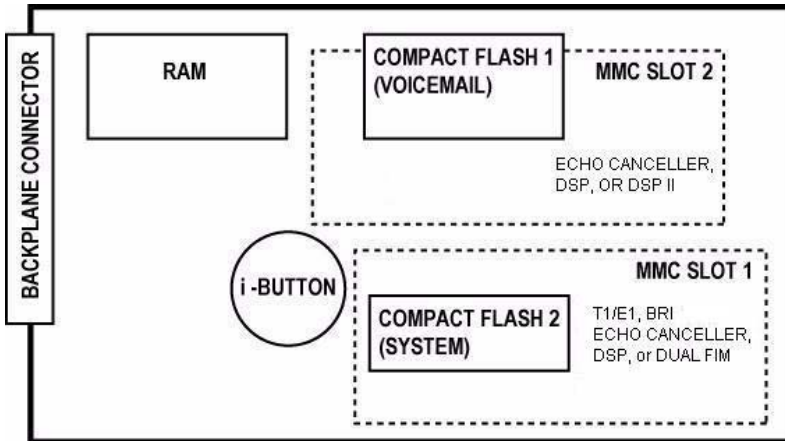 BACKPLANE CONNECTOR
RAM
COMPACT FLASH 1
(VOICEMAIL)
MMC SLOT 2
ECHO CANCELLER,
DSP, OR DSP II
i -BUTTON
MMC SLOT 1
COMPACT FLASH 2
(SYSTEM)
T1/E1, BRI
ECHO CANCELLER,
DSP, or DUAL FIM